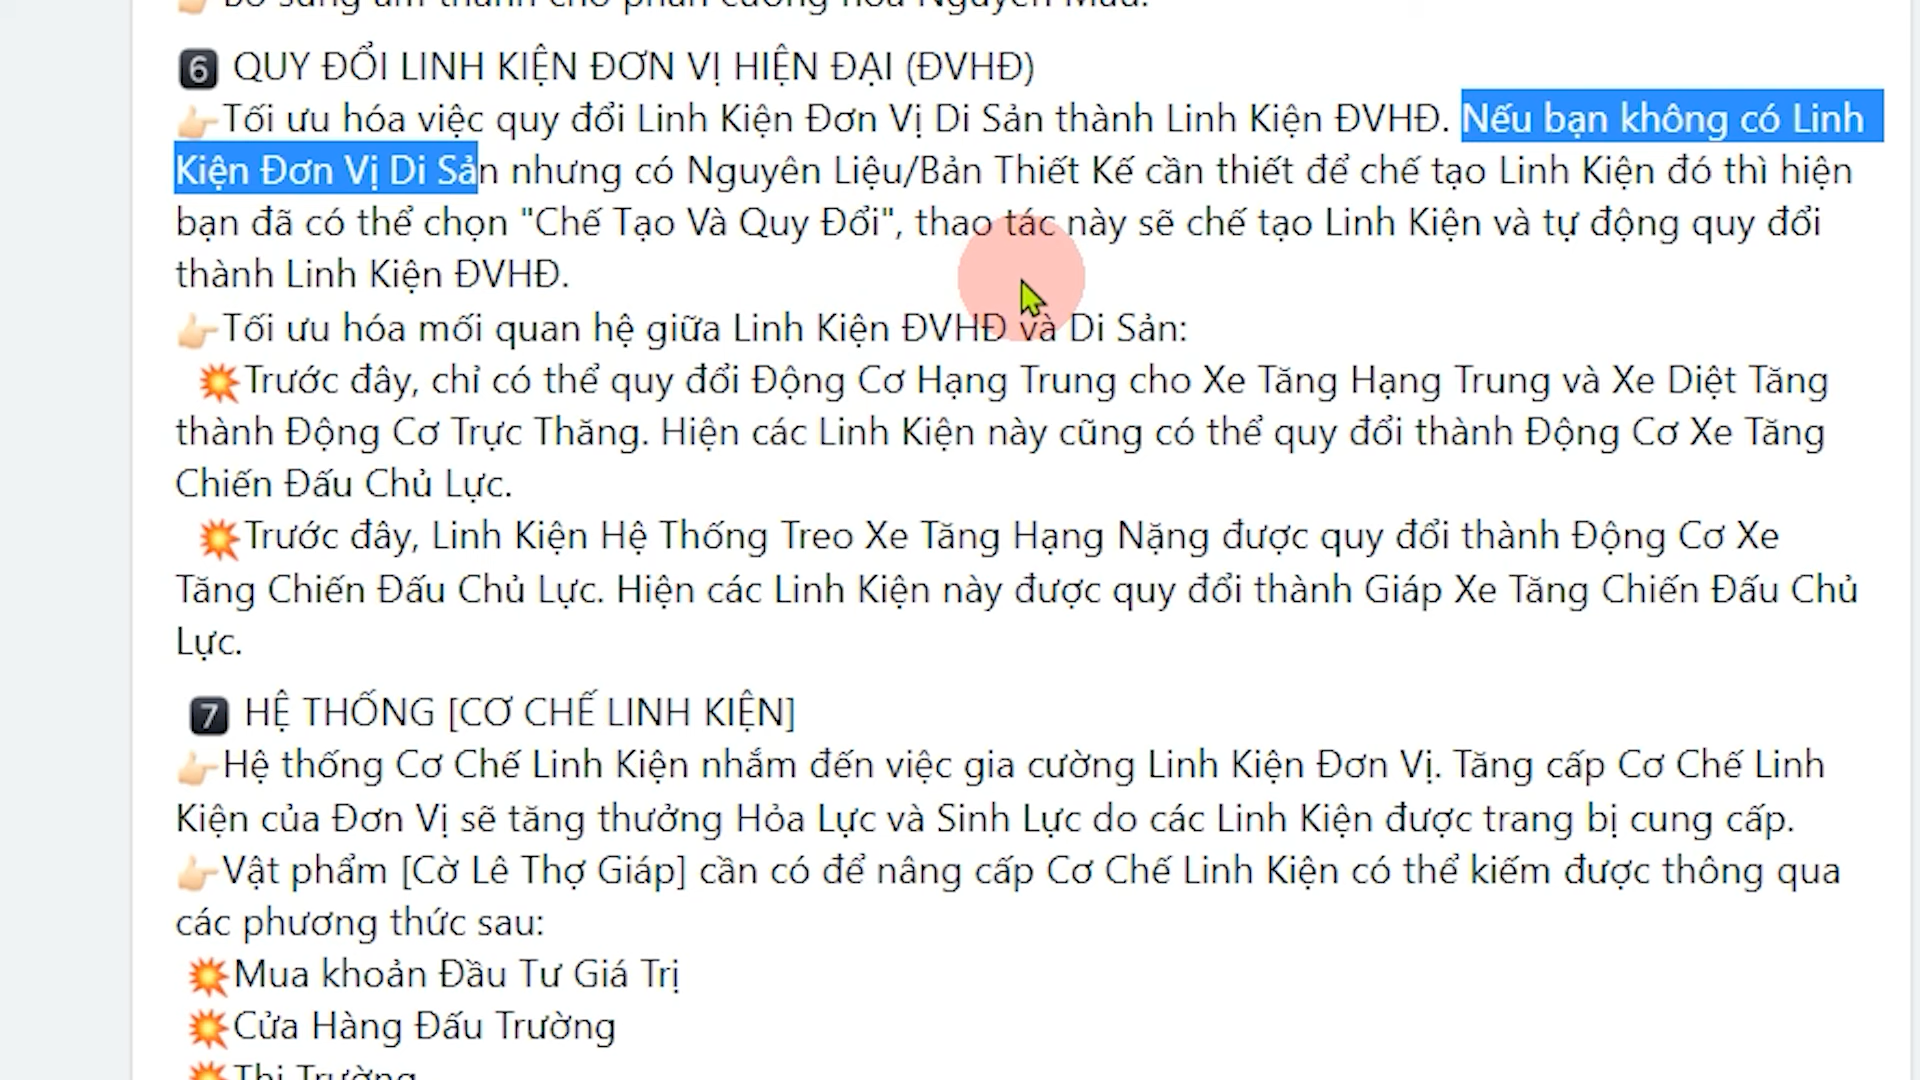 bổ sung âm thanh cho phần cường hóa Nguyên Mẫu.
6 QUY ĐỔI LINH KIỆN ĐƠN VỊ HIỆN ĐẠI (ĐVHĐ)
👉🏻Tối ưu hóa việc quy đổi Linh Kiện Đơn Vị Di Sản thành Linh Kiện ĐVHĐ. Nếu bạn không có Linh
Kiện Đơn Vị Di Sản nhưng có Nguyên Liệu/Bản Thiết Kế cần thiết để chế tạo Linh Kiện đó thì hiện
bạn đã có thể chọn "Chế Tạo Và Quy Đổi", thao tác này sẽ chế tạo Linh Kiện và tự động quy đổi
thành Linh Kiện ĐVHĐ.
👉🏻Tối ưu hóa mối quan hệ giữa Linh Kiện ĐVHĐ và Di Sản:
💥Trước đây, chỉ có thể quy đổi Động Cơ Hạng Trung cho Xe Tăng Hạng Trung và Xe Diệt Tăng
thành Động Cơ Trực Thăng. Hiện các Linh Kiện này cũng có thể quy đổi thành Động Cơ Xe Tăng
Chiến Đấu Chủ Lực.
💥Trước đây, Linh Kiện Hệ Thống Treo Xe Tăng Hạng Nặng được quy đổi thành Động Cơ Xe
Tăng Chiến Đấu Chủ Lực. Hiện các Linh Kiện này được quy đổi thành Giáp Xe Tăng Chiến Đấu Chủ
Lực.
7 HỆ THỐNG [CƠ CHẾ LINH KIỆN]
👉🏻Hệ thống Cơ Chế Linh Kiện nhắm đến việc gia cường Linh Kiện Đơn Vị. Tăng cấp Cơ Chế Linh
Kiện của Đơn Vị sẽ tăng thưởng Hỏa Lực và Sinh Lực do các Linh Kiện được trang bị cung cấp.
👉🏻Vật phẩm [Cờ Lê Thợ Giáp] cần có để nâng cấp Cơ Chế Linh Kiện có thể kiếm được thông qua
các phương thức sau:
💥Mua khoản Đầu Tư Giá Trị
💥Cửa Hàng Đấu Trường
💥Thị Trường